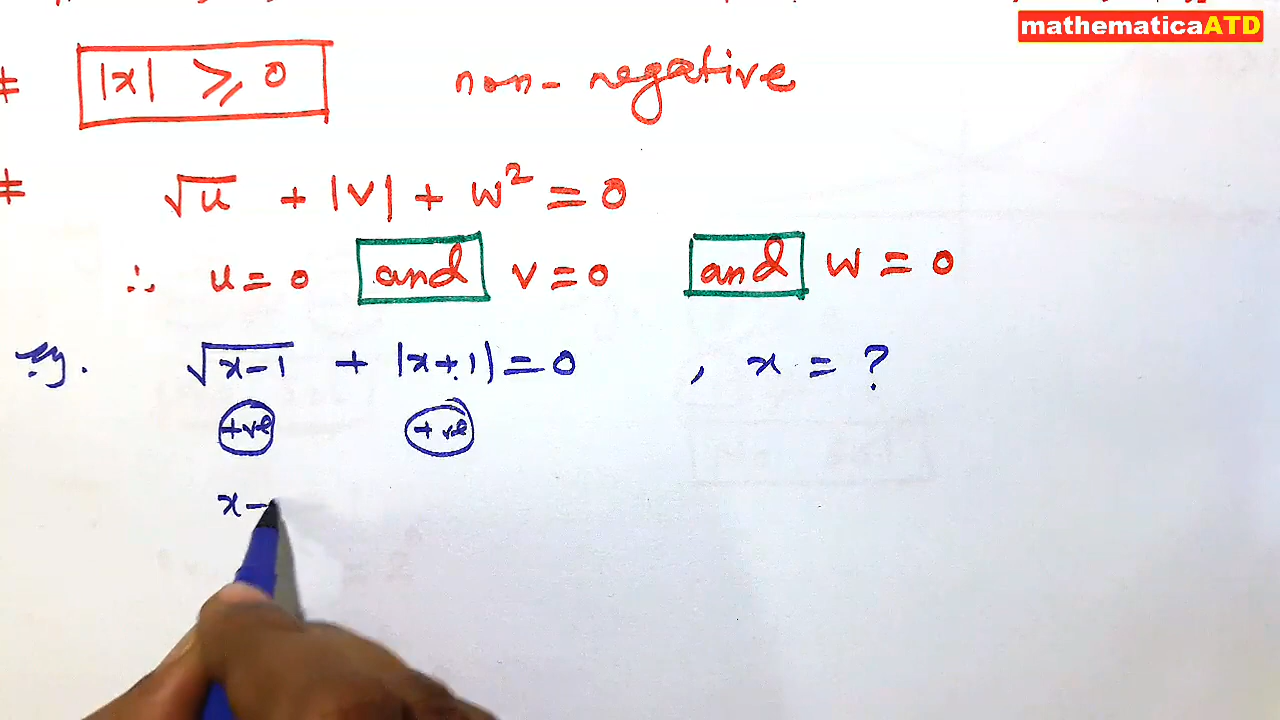 mathematicaATD
≠ |x| ⩾ 0 non-negative
≠ √u + |v| + w² = 0
∴ u = 0 and v = 0 and w = 0
eg. √x-1 + |x+1| = 0 , x = ?
+ve +ve
x -